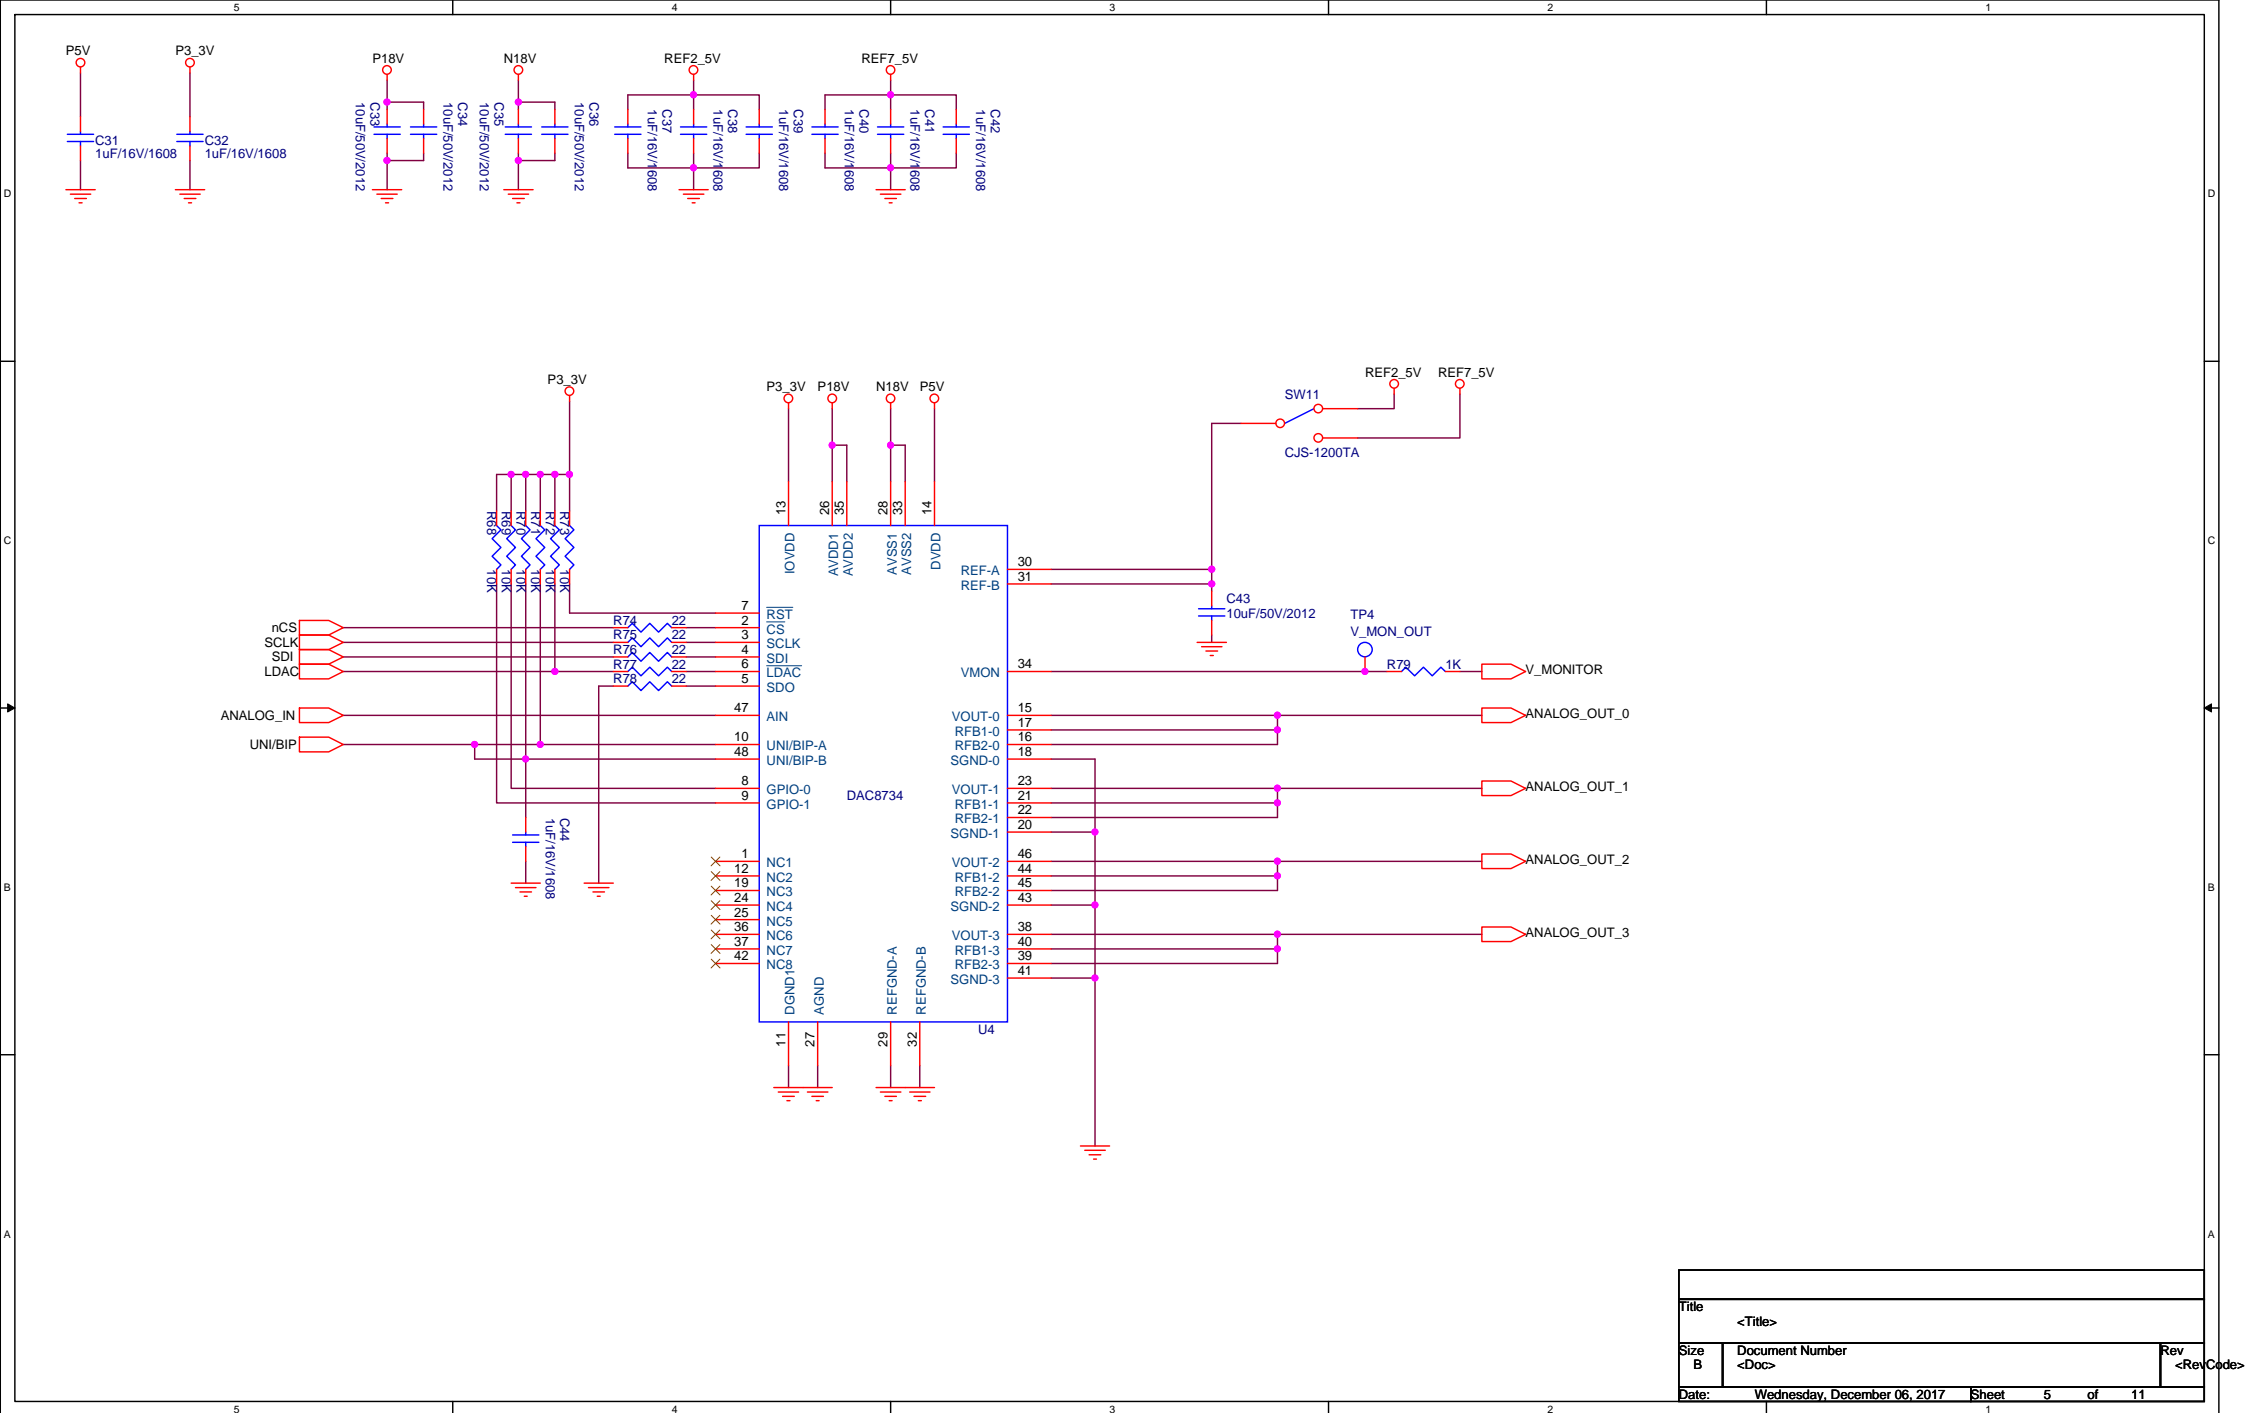 5
4
3
2
1
P5V
P3_3V
P18V
N18V
REF2_5V
REF7_5V
C31
1uF/16V/1608
C32
1uF/16V/1608
C33
10uF/50V/2012
C34
10uF/50V/2012
C35
10uF/50V/2012
C36
10uF/50V/2012
C37
1uF/16V/1608
C38
1uF/16V/1608
C39
1uF/16V/1608
C40
1uF/16V/1608
C41
1uF/16V/1608
C42
1uF/16V/1608
D
D
P3_3V
P3_3V
P18V
N18V
P5V
REF2_5V
REF7_5V
SW11
CJS-1200TA
13
26
35
28
33
14
R68
R69
R70
R71
R72
R73
10K
10K
10K
10K
10K
10K
C
C
IOVDD
AVDD1
AVDD2
AVSS1
AVSS2
DVDD
REF-A
30
REF-B
31
C43
10uF/50V/2012
TP4
V_MON_OUT
7
RST
nCS
R74
22
2
CS
SCLK
R75
22
3
SCLK
SDI
R76
22
4
SDI
LDAC
R77
22
6
LDAC
R78
22
5
SDO
VMON
34
R79
1K
V_MONITOR
ANALOG_IN
47
AIN
UNI/BIP
10
UNI/BIP-A
48
UNI/BIP-B
8
GPIO-0
9
GPIO-1
DAC8734
VOUT-0
15
ANALOG_OUT_0
RFB1-0
17
RFB2-0
16
SGND-0
18
VOUT-1
23
ANALOG_OUT_1
RFB1-1
21
RFB2-1
22
SGND-1
20
VOUT-2
46
ANALOG_OUT_2
RFB1-2
44
RFB2-2
45
SGND-2
43
VOUT-3
38
ANALOG_OUT_3
RFB1-3
40
RFB2-3
39
SGND-3
41
C44
1uF/16V/1608
1
NC1
12
NC2
19
NC3
24
NC4
25
NC5
36
NC6
37
NC7
42
NC8
B
B
DGND1
AGND
REFGND-A
REFGND-B
U4
11
27
29
32
A
A
Title
<Title>
Size
B
Document Number
<Doc>
Rev
<RevCode>
Date:
Wednesday, December 06, 2017
Sheet
5
of
11
5
4
3
2
1